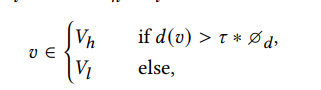 v ∈ { V_h if d(v) > τ * ∅_d,
V_l else,